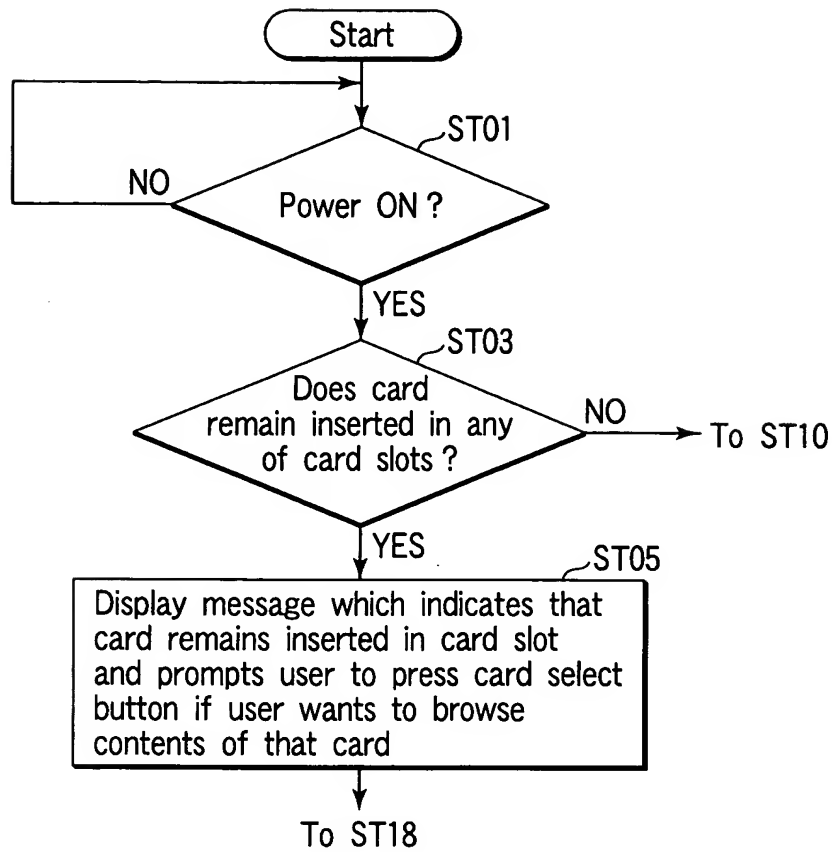 Start
ST01
NO
Power ON ?
YES
ST03
Does card
remain inserted in any
of card slots ?
NO
To ST10
YES
ST05
Display message which indicates that
card remains inserted in card slot
and prompts user to press card select
button if user wants to browse
contents of that card
To ST18